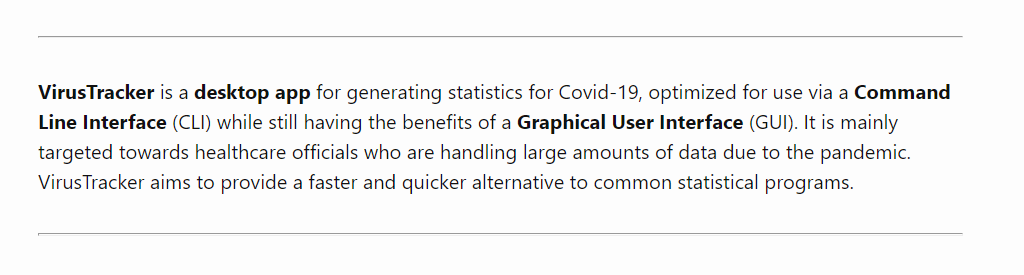 VirusTracker is a desktop app for generating statistics for Covid-19, optimized for use via a Command
Line Interface (CLI) while still having the benefits of a Graphical User Interface (GUI). It is mainly
targeted towards healthcare officials who are handling large amounts of data due to the pandemic.
VirusTracker aims to provide a faster and quicker alternative to common statistical programs.